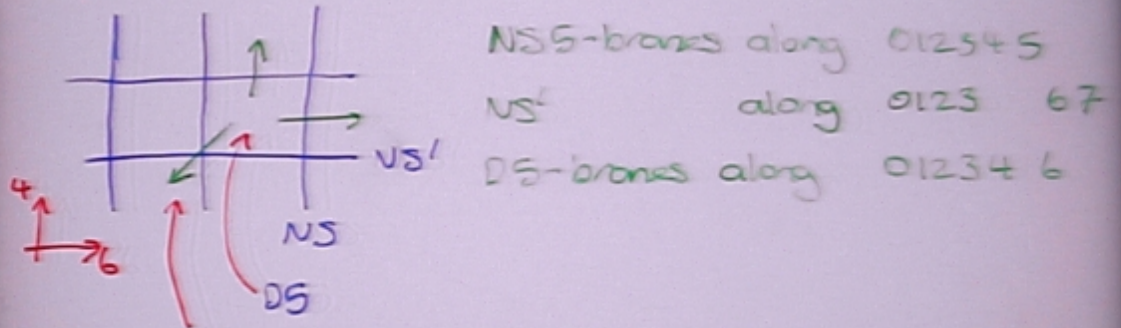 NS5-branes along 012345
NS' along 0123 67
D5-branes along 01234 6
NS'
NS
D5
4
6